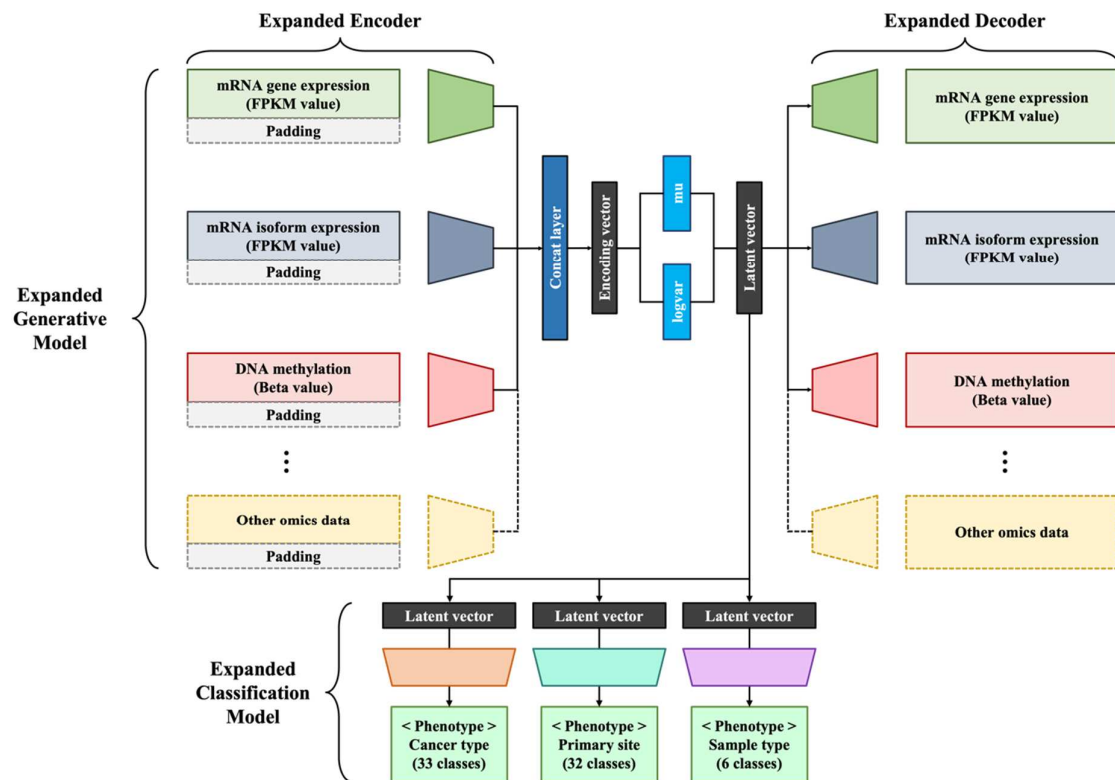 Expanded Encoder
Expanded Decoder
mRNA gene expression
(FPKM value)
Padding
mRNA gene expression
(FPKM value)
mRNA isoform expression
(FPKM value)
Padding
Concat layer
Encoding vector
mu
logvar
Latent vector
mRNA isoform expression
(FPKM value)
Expanded
Generative
Model
DNA methylation
(Beta value)
Padding
DNA methylation
(Beta value)
Other omics data
Padding
Other omics data
Latent vector
Latent vector
Latent vector
Expanded
Classification
Model
< Phenotype >
Cancer type
(33 classes)
< Phenotype >
Primary site
(32 classes)
< Phenotype >
Sample type
(6 classes)